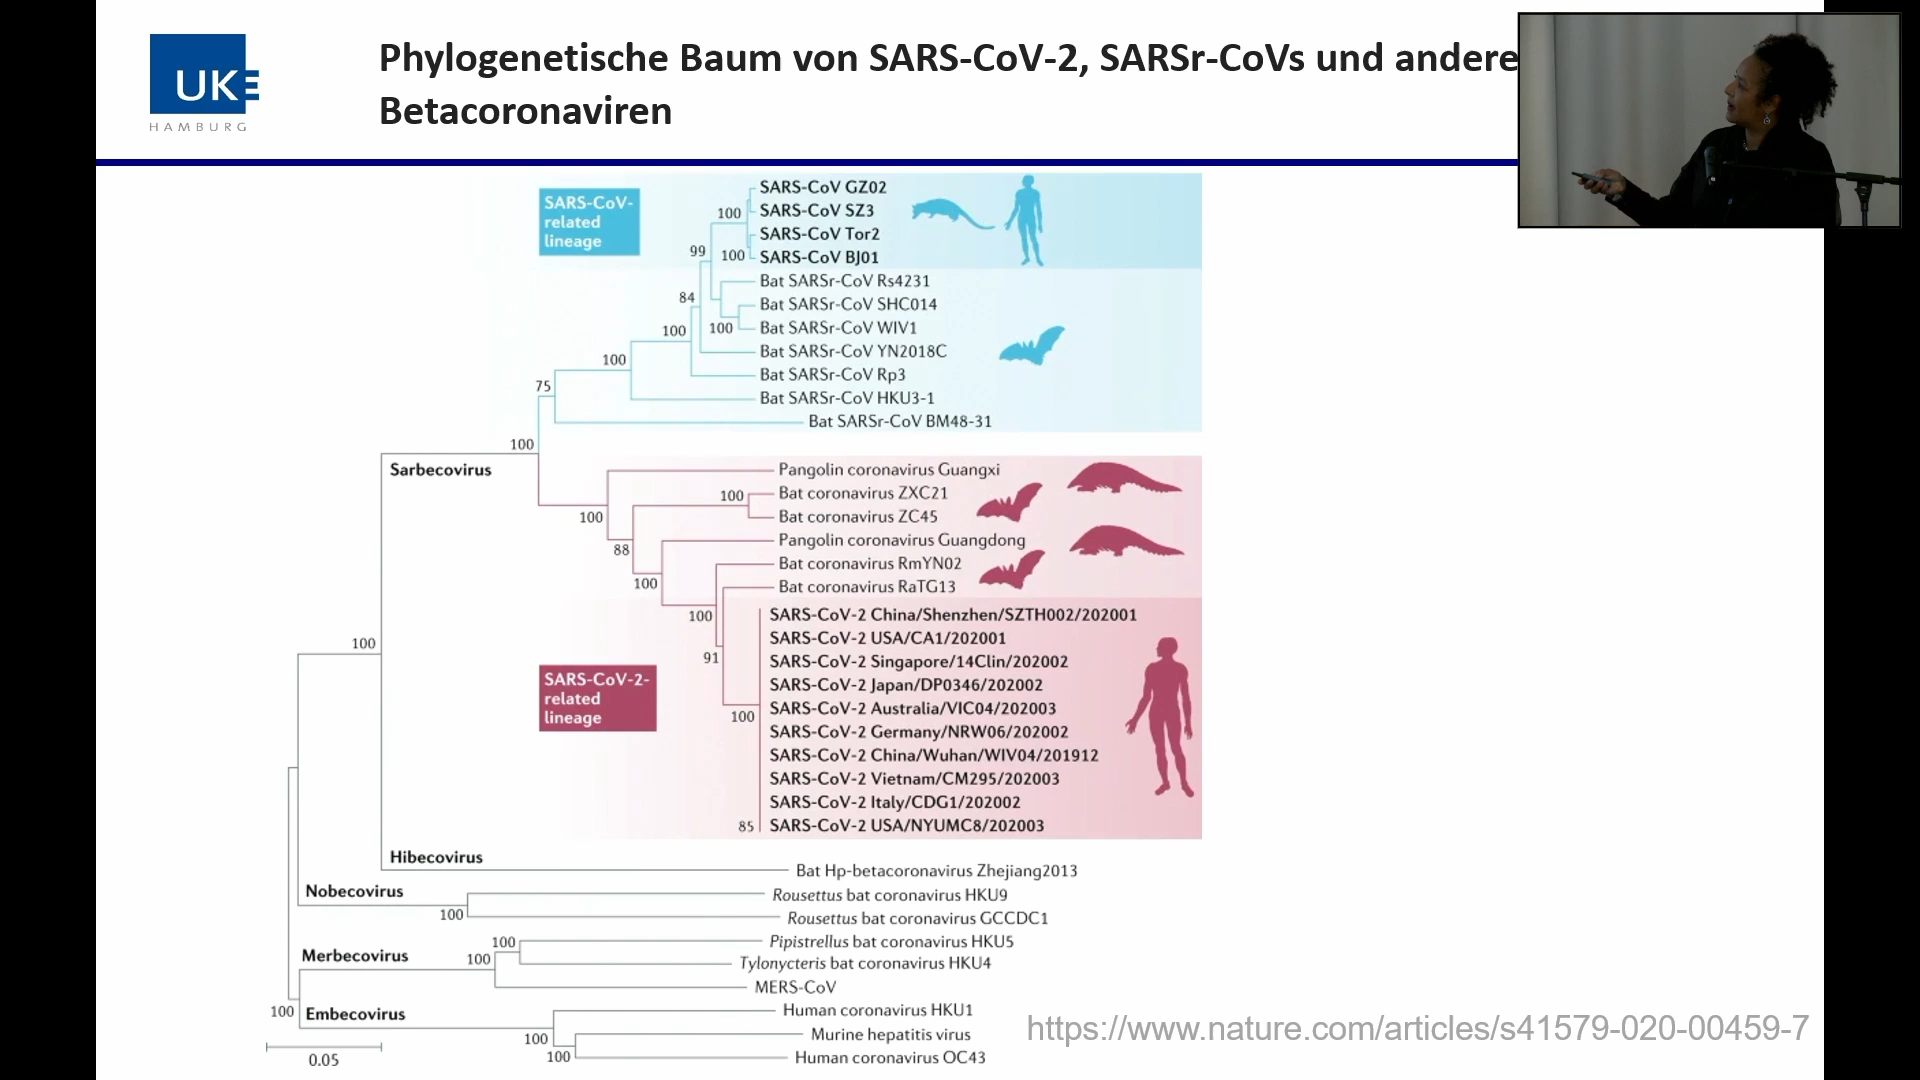 UKE
HAMBURG
Phylogenetische Baum von SARS-CoV-2, SARSr-CoVs und andere
Betacoronaviren
SARS-CoV-
related
lineage
SARS-CoV GZ02
100
SARS-CoV SZ3
SARS-CoV Tor2
99
100
SARS-CoV BJ01
Bat SARSr-CoV Rs4231
84
Bat SARSr-CoV SHC014
100
100
Bat SARSr-CoV WIV1
Bat SARSr-CoV YN2018C
100
Bat SARSr-CoV Rp3
75
Bat SARSr-CoV HKU3-1
Bat SARSr-CoV BM48-31
100
Sarbecovirus
Pangolin coronavirus Guangxi
100
Bat coronavirus ZXC21
100
Bat coronavirus ZC45
Pangolin coronavirus Guangdong
88
Bat coronavirus RmYN02
100
Bat coronavirus RaTG13
100
SARS-CoV-2 China/Shenzhen/SZTH002/202001
SARS-CoV-2 USA/CA1/202001
100
91
SARS-CoV-2 Singapore/14Clin/202002
SARS-CoV-2-
related
lineage
SARS-CoV-2 Japan/DP0346/202002
SARS-CoV-2 Australia/VIC04/202003
100
SARS-CoV-2 Germany/NRW06/202002
SARS-CoV-2 China/Wuhan/WIV04/201912
SARS-CoV-2 Vietnam/CM295/202003
SARS-CoV-2 Italy/CDG1/202002
85
SARS-CoV-2 USA/NYUMC8/202003
Hibecovirus
Bat Hp-betacoronavirus Zhejiang2013
Nobecovirus
Rousettus bat coronavirus HKU9
100
Rousettus bat coronavirus GCCDC1
Merbecovirus
100
Pipistrellus bat coronavirus HKU5
100
Tylonycteris bat coronavirus HKU4
MERS-CoV
100
Embecovirus
Human coronavirus HKU1
100
Murine hepatitis virus
100
Human coronavirus OC43
0.05
https://www.nature.com/articles/s41579-020-00459-7